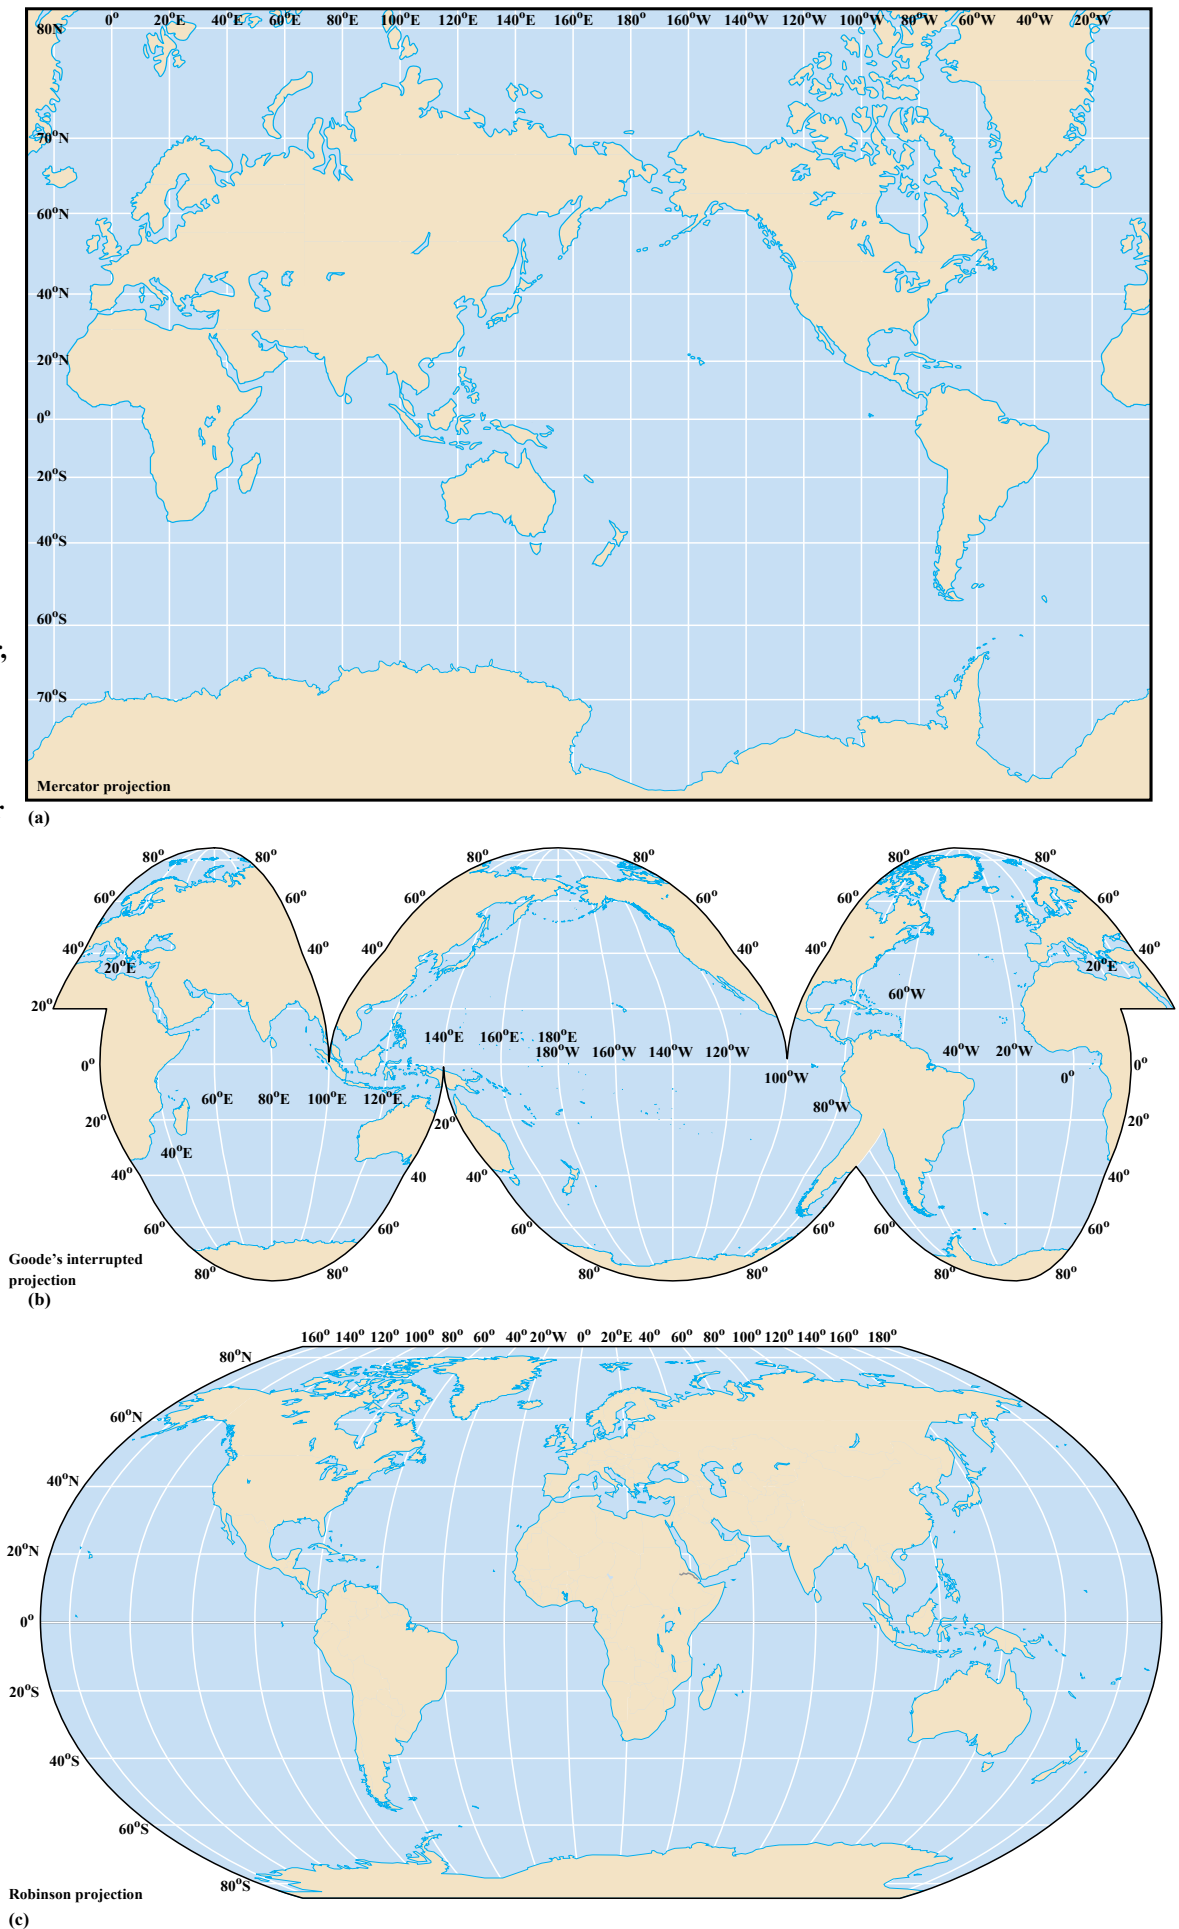 0° 20°E 40°E 60°E 80°E 100°E 120°E 140°E 160°E 180° 160°W 140°W 120°W 100°W 80°W 60°W 40°W 20°W
80N
70°N
60°N
40°N
20°N
0°
20°S
40°S
60°S
70°S
Mercator projection
(a)
80° 80° 80° 80° 80° 80°
60° 60° 60° 60° 60° 60°
40° 40° 40° 40° 40° 40°
20°E 20°E
20° 60°W
140°E 160°E 180°E
180°W 160°W 140°W 120°W 40°W 20°W
0° 100°W 0° 0°
60°E 80°E 100°E 120°E 80°W
20° 20° 20°
40°E
40° 40 40° 40°
60° 60° 60° 60° 60° 60°
Goode's interrupted
projection
80° 80° 80° 80° 80° 80°
(b)
160° 140° 120° 100° 80° 60° 40° 20°W 0° 20°E 40° 60° 80° 100° 120° 140° 160° 180°
80°N
60°N
40°N
20°N
0°
20°S
40°S
60°S
80°S
Robinson projection
(c)